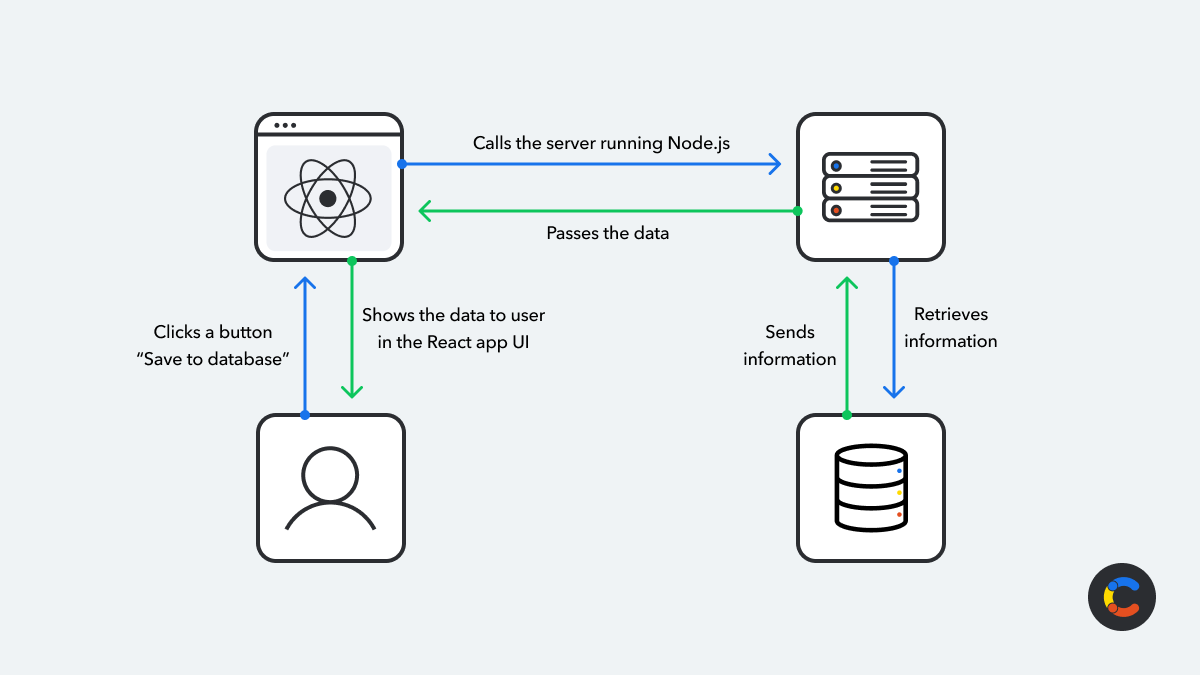 Calls the server running Node.js
Passes the data
Clicks a button
“Save to database”
Shows the data to user
in the React app UI
Sends
information
Retrieves
information